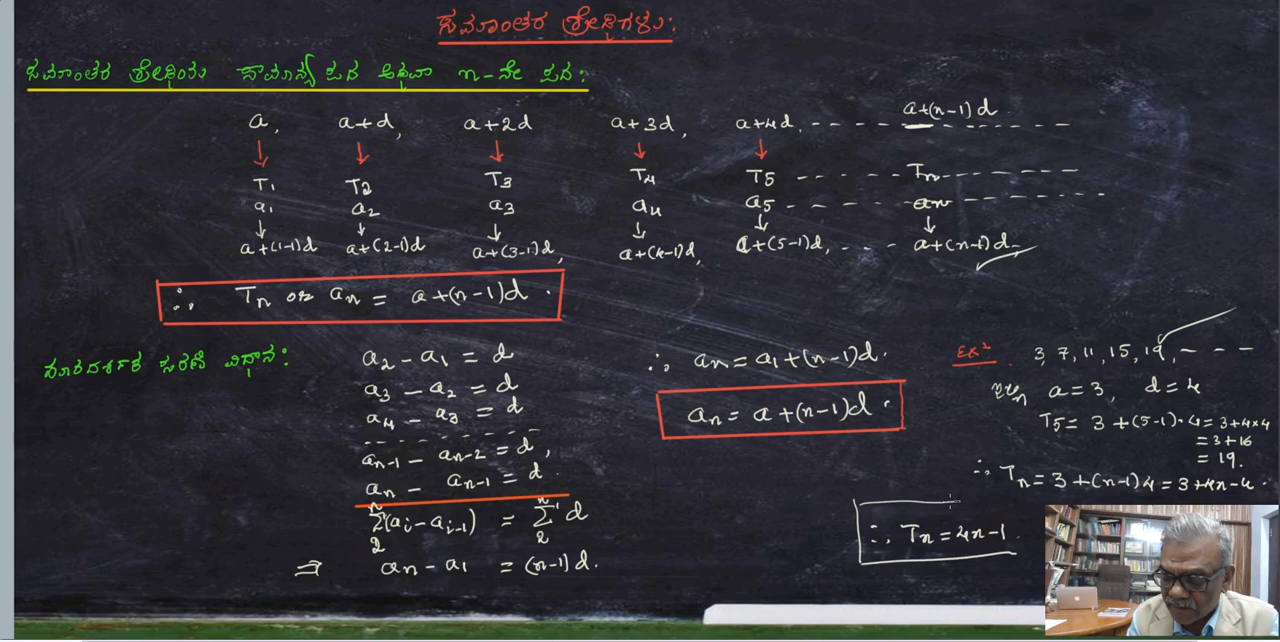 ಸಮಾಂತರ ಶ್ರೇಢಿಗಳು:
ಸಮಾಂತರ ಶ್ರೇಢಿಯ ಸಾಮಾನ್ಯ ಪದ ಅಥವಾ n-ನೇ ಪದ:
a, a+d, a+2d a+3d, a+4d, ----- a+(n-1)d -----
↓ ↓ ↓ ↓ ↓
T1 T2 T3 T4 T5 ----- Tn -----
a1 a2 a3 a4 a5 ----- an -----
↓ ↓ ↓ ↓ ↓ ↓
a+(1-1)d a+(2-1)d a+(3-1)d, a+(4-1)d, a+(5-1)d, ---- a+(n-1)d
∴ Tn or an = a+(n-1)d.
ಮಾರದರ್ಶಕ ಸರಣಿ ವಿಧಾನ:
a2 - a1 = d
a3 - a2 = d
a4 - a3 = d
----------
an-1 - an-2 = d,
an - an-1 = d.
n∑2 (ai - ai-1) = n∑2 1 d
⇒ an - a1 = (n-1)d.
∴ an = a1+(n-1)d.
an = a+(n-1)d.
Ex: 3, 7, 11, 15, 19, ----
a = 3, d = 4
T5 = 3+(5-1)·4 = 3+4×4
= 3+16
= 19.
∴ Tn = 3+(n-1)4 = 3+4n-4.
∴ Tn = 4n-1.